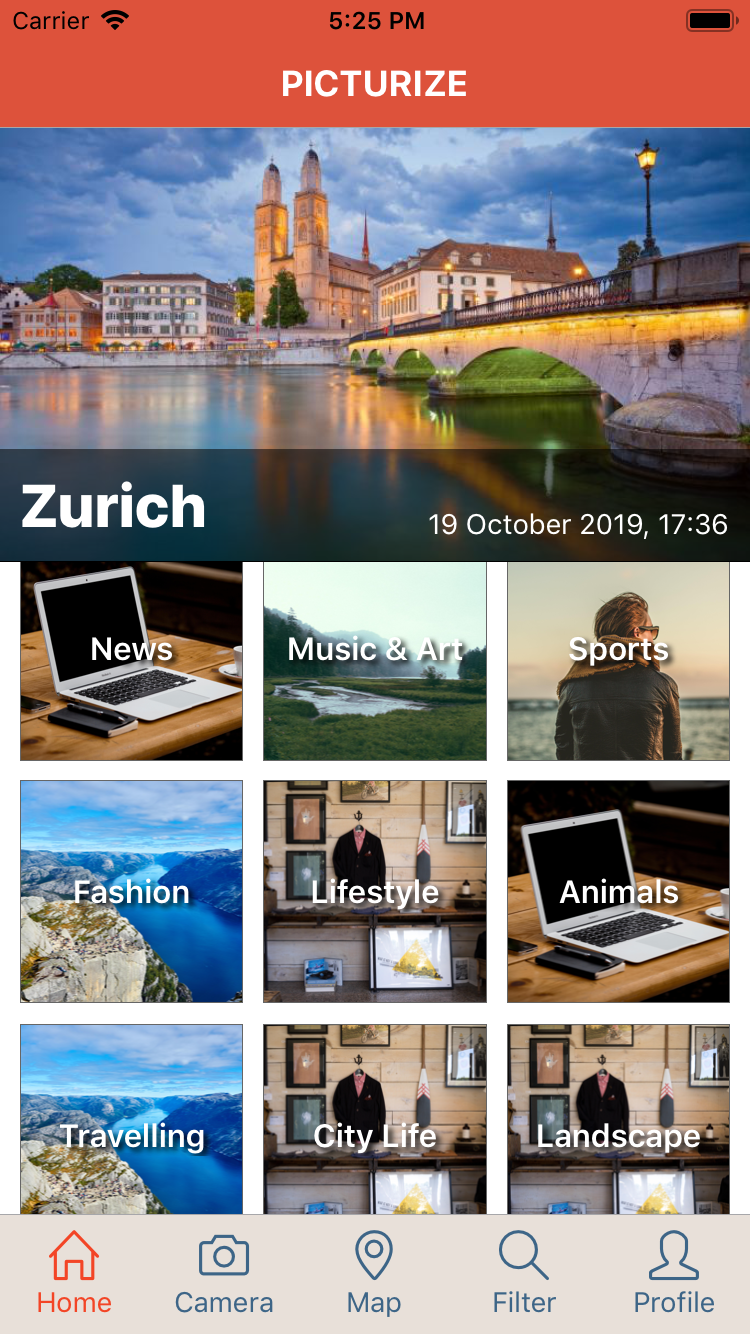 Carrier 5:25 PM
PICTURIZE
Zurich
19 October 2019, 17:36
News Music & Art Sports
Fashion Lifestyle Animals
Travelling City Life Landscape
Home Camera Map Filter Profile